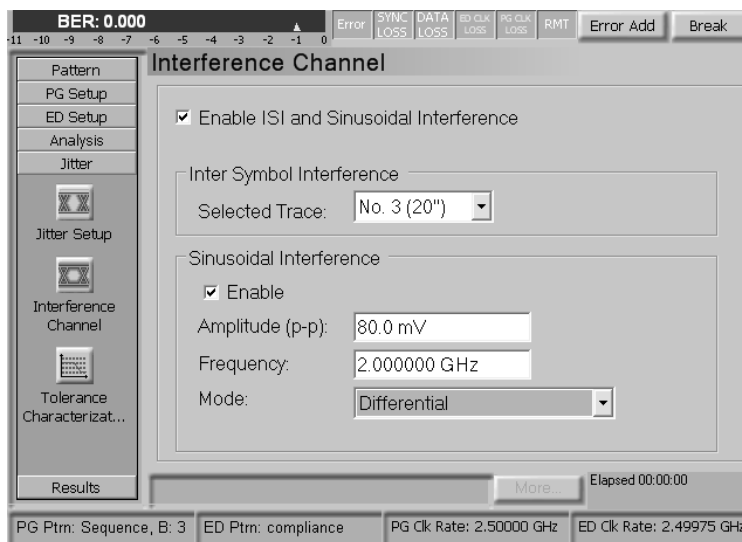 BER: 0.000
-11 -10 -9 -8 -7 -6 -5 -4 -3 -2 -1 0
Error
SYNC LOSS
DATA LOSS
ED CLK LOSS
PG CLK LOSS
RMT
Error Add
Break
Pattern
PG Setup
ED Setup
Analysis
Jitter
Jitter Setup
Interference
Channel
Tolerance
Characterizat...
Results
Interference Channel
Enable ISI and Sinusoidal Interference
Inter Symbol Interference
Selected Trace: No. 3 (20")
Sinusoidal Interference
Enable
Amplitude (p-p): 80.0 mV
Frequency: 2.000000 GHz
Mode: Differential
More...
Elapsed 00:00:00
PG Ptrn: Sequence, B: 3
ED Ptrn: compliance
PG Clk Rate: 2.50000 GHz
ED Clk Rate: 2.49975 GHz